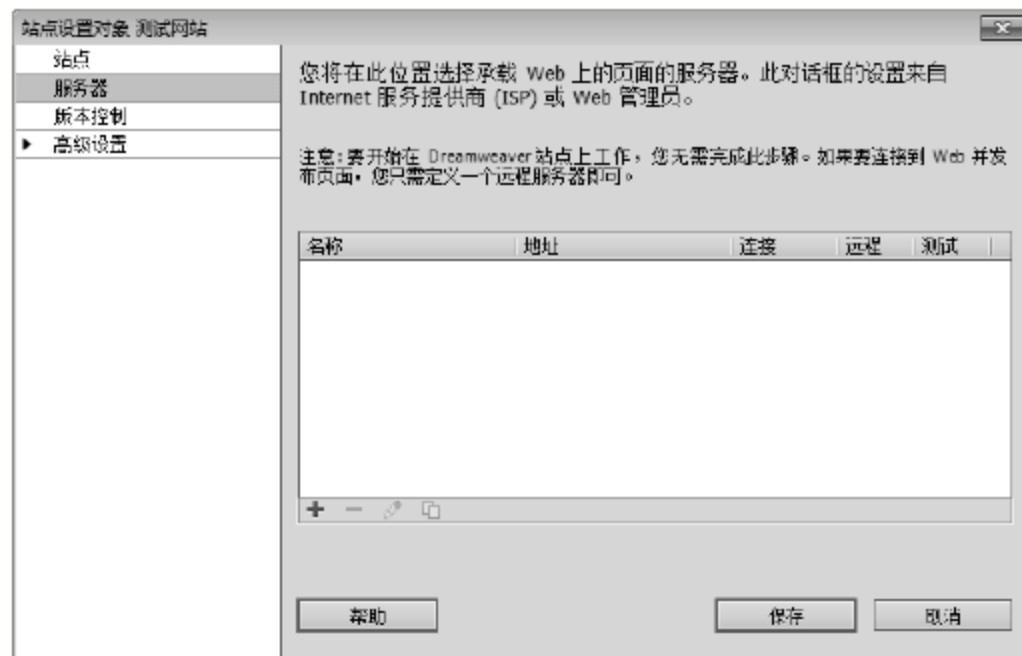 站点设置对象 测试网站
站点
服务器
版本控制
高级设置
您将在此位置选择承载 Web 上的页面的服务器。此对话框的设置来自
Internet 服务提供商 (ISP) 或 Web 管理员。
注意:要开始在 Dreamweaver 站点上工作，您无需完成此步骤。如果要连接到 Web 并发
布页面，您只需定义一个远程服务器即可。
名称 地址 连接 远程 测试
帮助 保存 取消